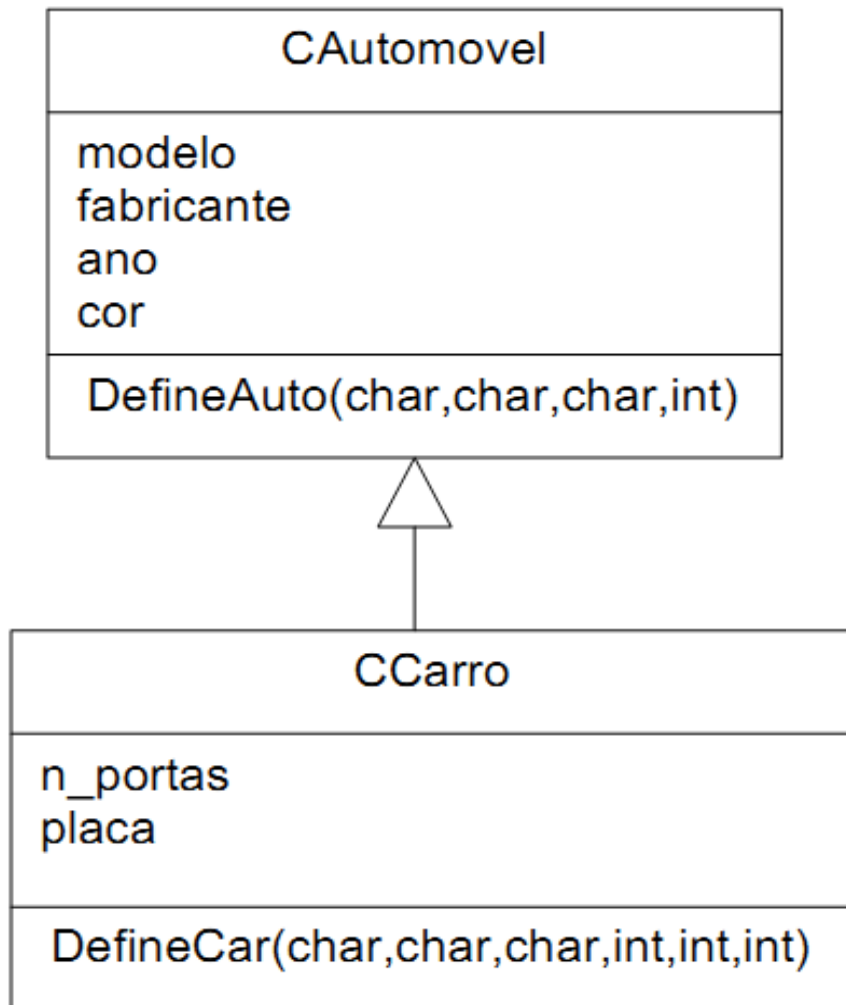 CAutomovel
modelo
fabricante
ano
cor
DefineAuto(char,char,char,int)
CCarro
n_portas
placa
DefineCar(char,char,char,int,int,int)